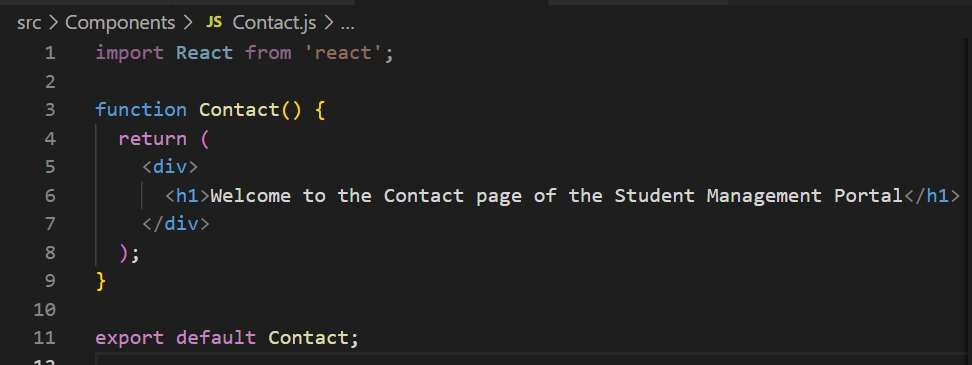 src > Components > JS Contact.js > ...
1 import React from 'react';
2
3 function Contact() {
4   return (
5     <div>
6       <h1>Welcome to the Contact page of the Student Management Portal</h1>
7     </div>
8   );
9 }
10
11 export default Contact;